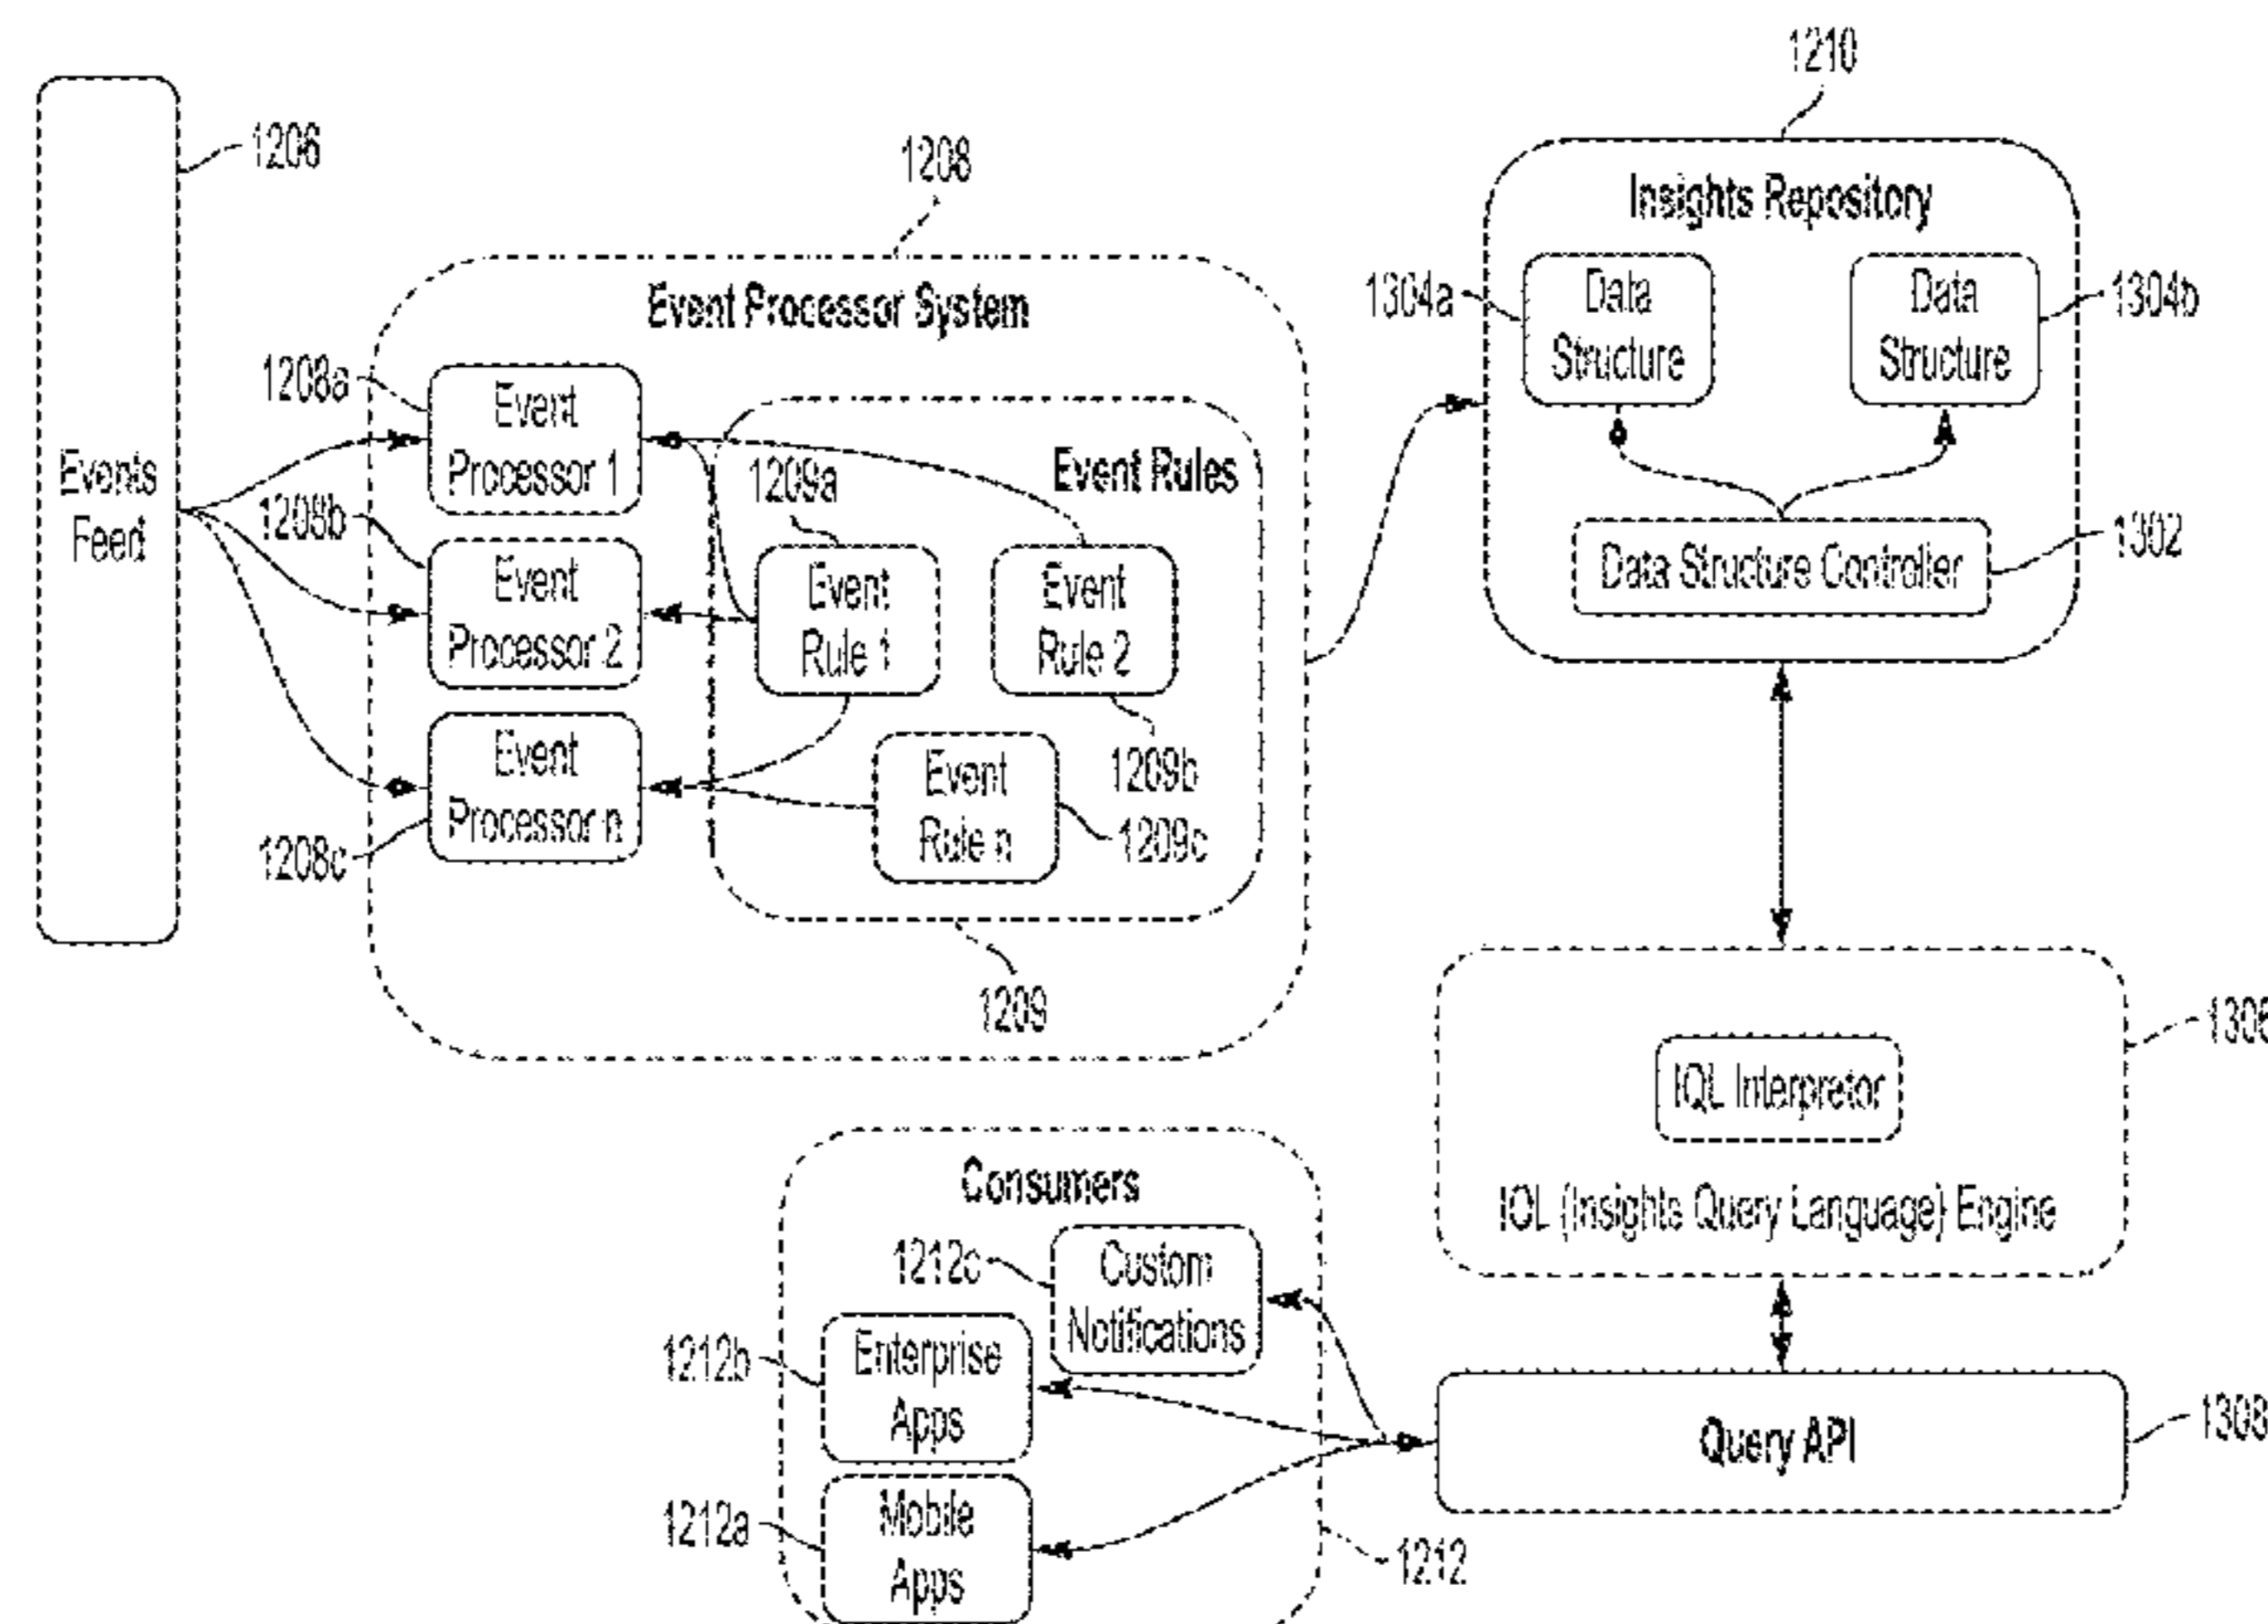 1210
1206
1208
Insights Repository
Event Processor System
1304a
Data
Structure
Data
Structure
1304b
1208a
Event
Processor 1
Event Rules
1209a
Events
Feed
1208b
Event
Processor 2
Event
Rule 1
Event
Rule 2
Data Structure Controller
1302
Event
Processor n
1208c
Event
Rule n
1209b
1209c
1209
IQL Interpretor
IQL (Insights Query Language) Engine
Consumers
1212c
Custom
Notifications
1212b
Enterprise
Apps
Query API
1308
1212a
Mobile
Apps
1212